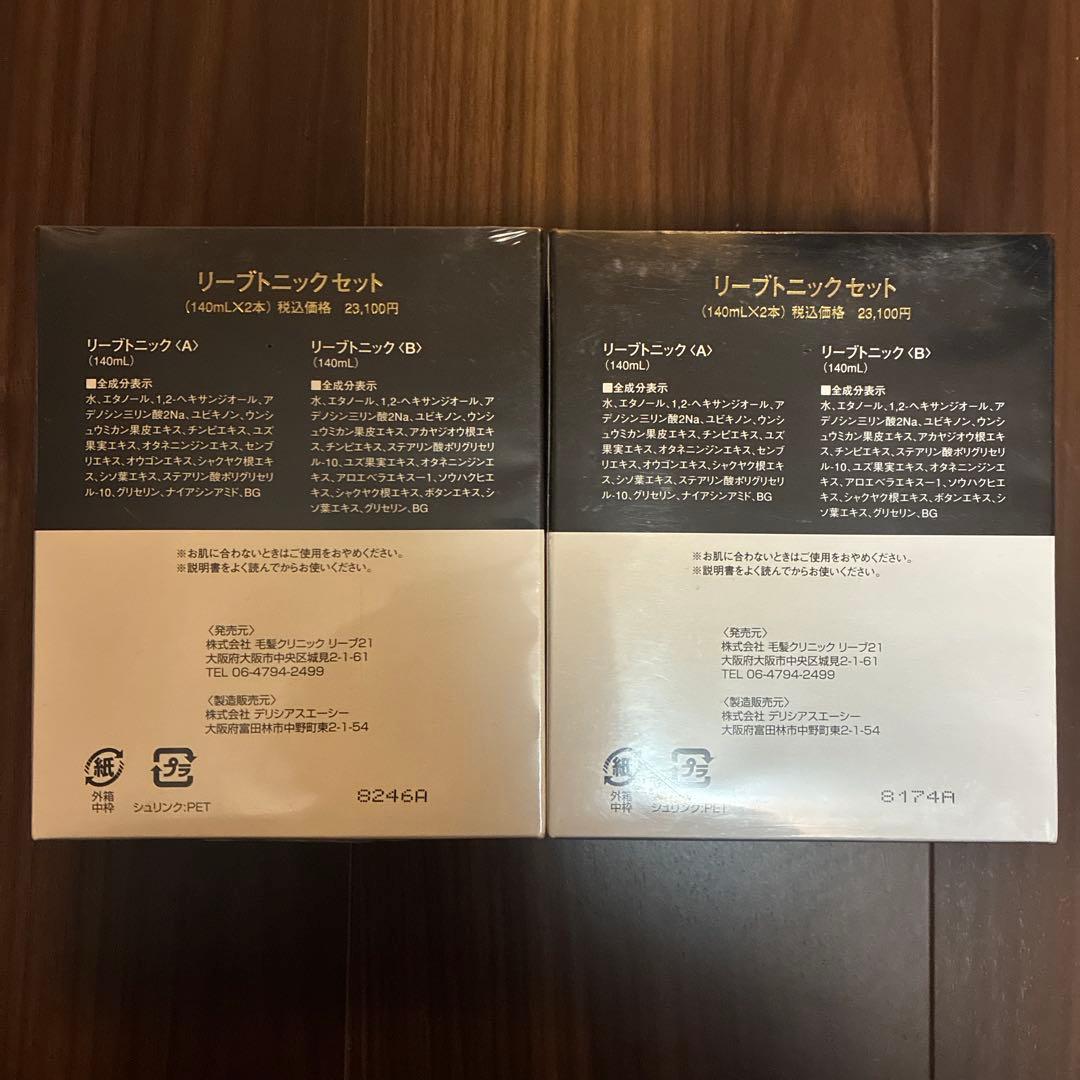 リーブトニックセット
(140mL×2本) 税込価格 23,100円
リーブトニック〈A〉
(140mL)
■全成分表示
水、エタノール、1,2-ヘキサンジオール、ア
デノシン三リン酸2Na、ユビキノン、ウンシ
ュウミカン果皮エキス、チンピエキス、ユズ
果実エキス、オタネニンジンエキス、センブ
リエキス、オウゴンエキス、シャクヤク根エキ
ス、シソ葉エキス、ステアリン酸ポリグリセリ
ル-10、グリセリン、ナイアシンアミド、BG
リーブトニック〈B〉
(140mL)
■全成分表示
水、エタノール、1,2-ヘキサンジオール、ア
デノシン三リン酸2Na、ユビキノン、ウンシ
ュウミカン果皮エキス、アカヤジオウ根エキ
ス、チンピエキス、ステアリン酸ポリグリセリ
ル-10、ユズ果実エキス、オタネニンジンエ
キス、アロエベラエキス-1、ソウハクヒエ
キス、シャクヤク根エキス、ボタンエキス、シ
ソ葉エキス、グリセリン、BG
※お肌に合わないときはご使用をおやめください。
※説明書をよく読んでからお使いください。
〈発売元〉
株式会社 毛髪クリニック リーブ21
大阪府大阪市中央区城見2-1-61
TEL 06-4794-2499
〈製造販売元〉
株式会社 デリシアスエーシー
大阪府富田林市中野町東2-1-54
紙
外箱
中枠
プラ
シュリンク:PET
8246A
リーブトニックセット
(140mL×2本) 税込価格 23,100円
リーブトニック〈A〉
(140mL)
■全成分表示
水、エタノール、1,2-ヘキサンジオール、ア
デノシン三リン酸2Na、ユビキノン、ウンシ
ュウミカン果皮エキス、チンピエキス、ユズ
果実エキス、オタネニンジンエキス、センブ
リエキス、オウゴンエキス、シャクヤク根エキ
ス、シソ葉エキス、ステアリン酸ポリグリセリ
ル-10、グリセリン、ナイアシンアミド、BG
リーブトニック〈B〉
(140mL)
■全成分表示
水、エタノール、1,2-ヘキサンジオール、ア
デノシン三リン酸2Na、ユビキノン、ウンシ
ュウミカン果皮エキス、アカヤジオウ根エキ
ス、チンピエキス、ステアリン酸ポリグリセリ
ル-10、ユズ果実エキス、オタネニンジンエ
キス、アロエベラエキス-1、ソウハクヒエ
キス、シャクヤク根エキス、ボタンエキス、シ
ソ葉エキス、グリセリン、BG
※お肌に合わないときはご使用をおやめください。
※説明書をよく読んでからお使いください。
〈発売元〉
株式会社 毛髪クリニック リーブ21
大阪府大阪市中央区城見2-1-61
TEL 06-4794-2499
〈製造販売元〉
株式会社 デリシアスエーシー
大阪府富田林市中野町東2-1-54
紙
外箱
中枠
プラ
シュリンク:PET
8174A